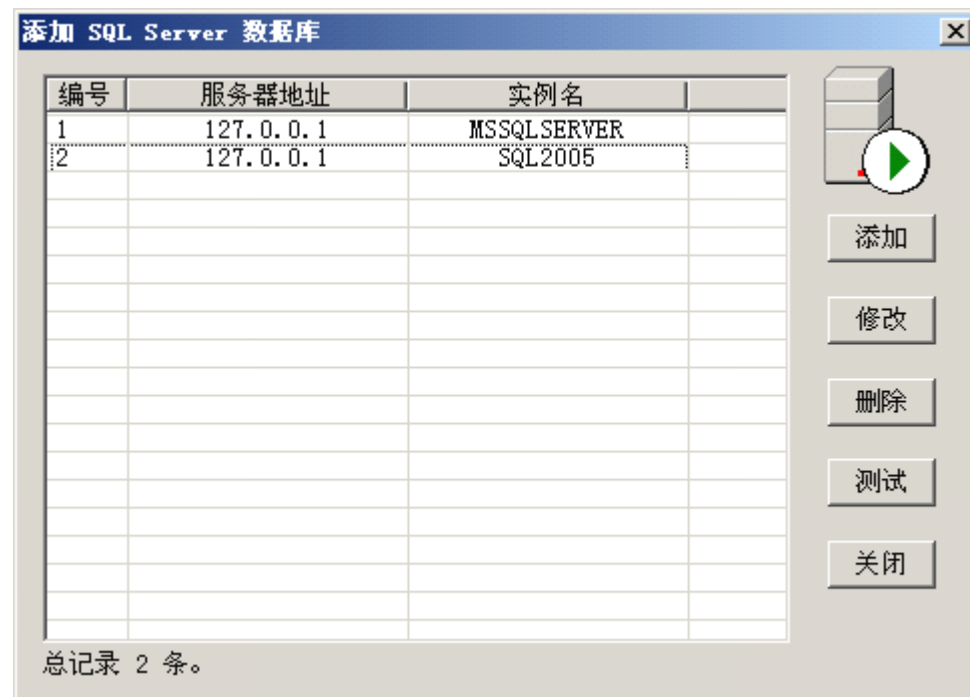 添加 SQL Server 数据库
编号 服务器地址 实例名
1 127.0.0.1 MSSQLSERVER
2 127.0.0.1 SQL2005
添加
修改
删除
测试
关闭
总记录 2 条。